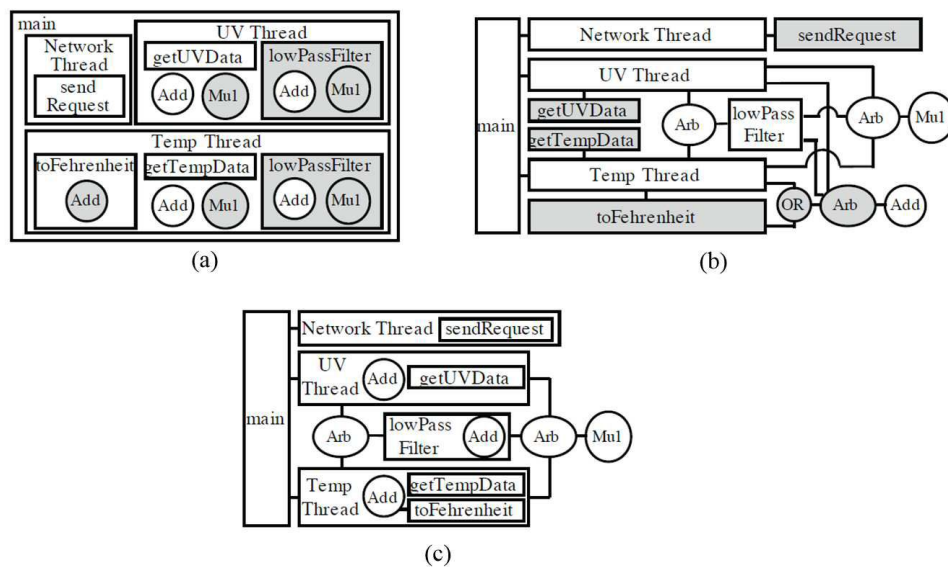 main
UV Thread
Network
Thread
send
Request
getUVData
Add
Mul
lowPassFilter
Add
Mul
Temp Thread
toFehrenheit
Add
getTempData
Add
Mul
lowPassFilter
Add
Mul
(a)
main
Network Thread
sendRequest
UV Thread
getUVData
getTempData
Arb
lowPass
Filter
Arb
Mul
Temp Thread
toFehrenheit
OR
Arb
Add
(b)
main
Network Thread
sendRequest
UV
Thread
Add
getUVData
Arb
lowPass
Filter
Add
Arb
Mul
Temp
Thread
Add
getTempData
toFehrenheit
(c)